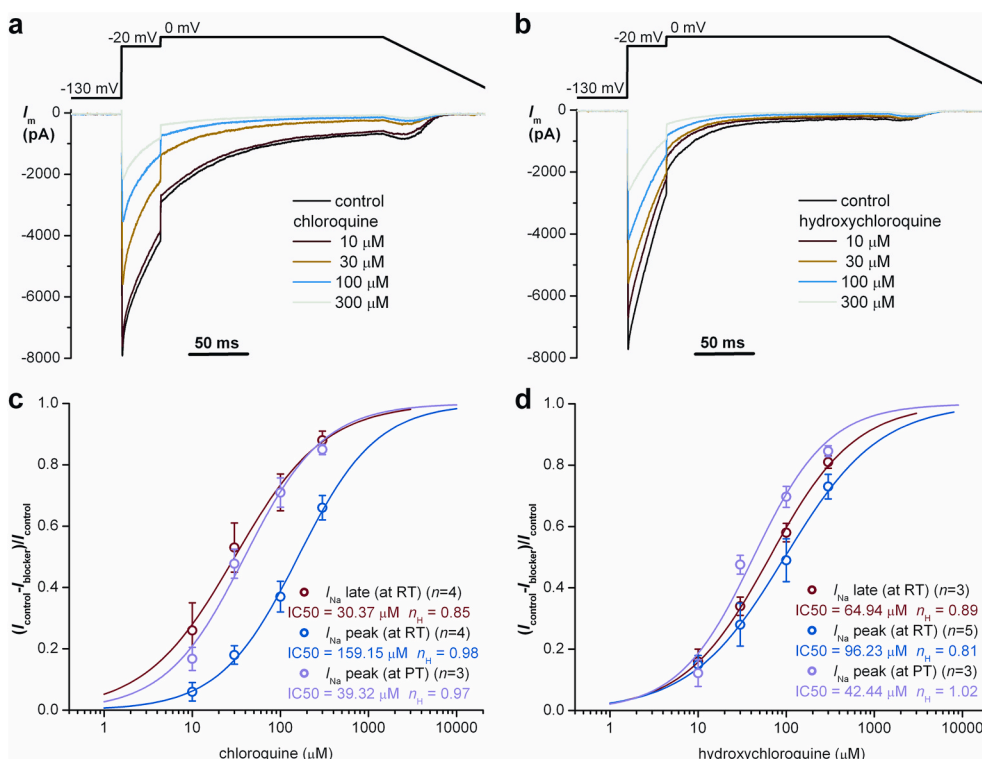 a
0 mV
-20 mV
-130 mV
Im
(pA)
0
-2000
-4000
-6000
-8000
control
chloroquine
10 μM
30 μM
100 μM
300 μM
50 ms
b
0 mV
-20 mV
-130 mV
Im
(pA)
0
-2000
-4000
-6000
-8000
control
hydroxychloroquine
10 μM
30 μM
100 μM
300 μM
50 ms
c
(Icontrol-Iblocker)/Icontrol
1.0
0.8
0.6
0.4
0.2
0.0
INa late (at RT) (n=4)
IC50 = 30.37 μM nH = 0.85
INa peak (at RT) (n=4)
IC50 = 159.15 μM nH = 0.98
INa peak (at PT) (n=3)
IC50 = 39.32 μM nH = 0.97
1 10 100 1000 10000
chloroquine (μM)
d
(Icontrol-Iblocker)/Icontrol
1.0
0.8
0.6
0.4
0.2
0.0
INa late (at RT) (n=3)
IC50 = 64.94 μM nH = 0.89
INa peak (at RT) (n=5)
IC50 = 96.23 μM nH = 0.81
INa peak (at PT) (n=3)
IC50 = 42.44 μM nH = 1.02
1 10 100 1000 10000
hydroxychloroquine (μM)